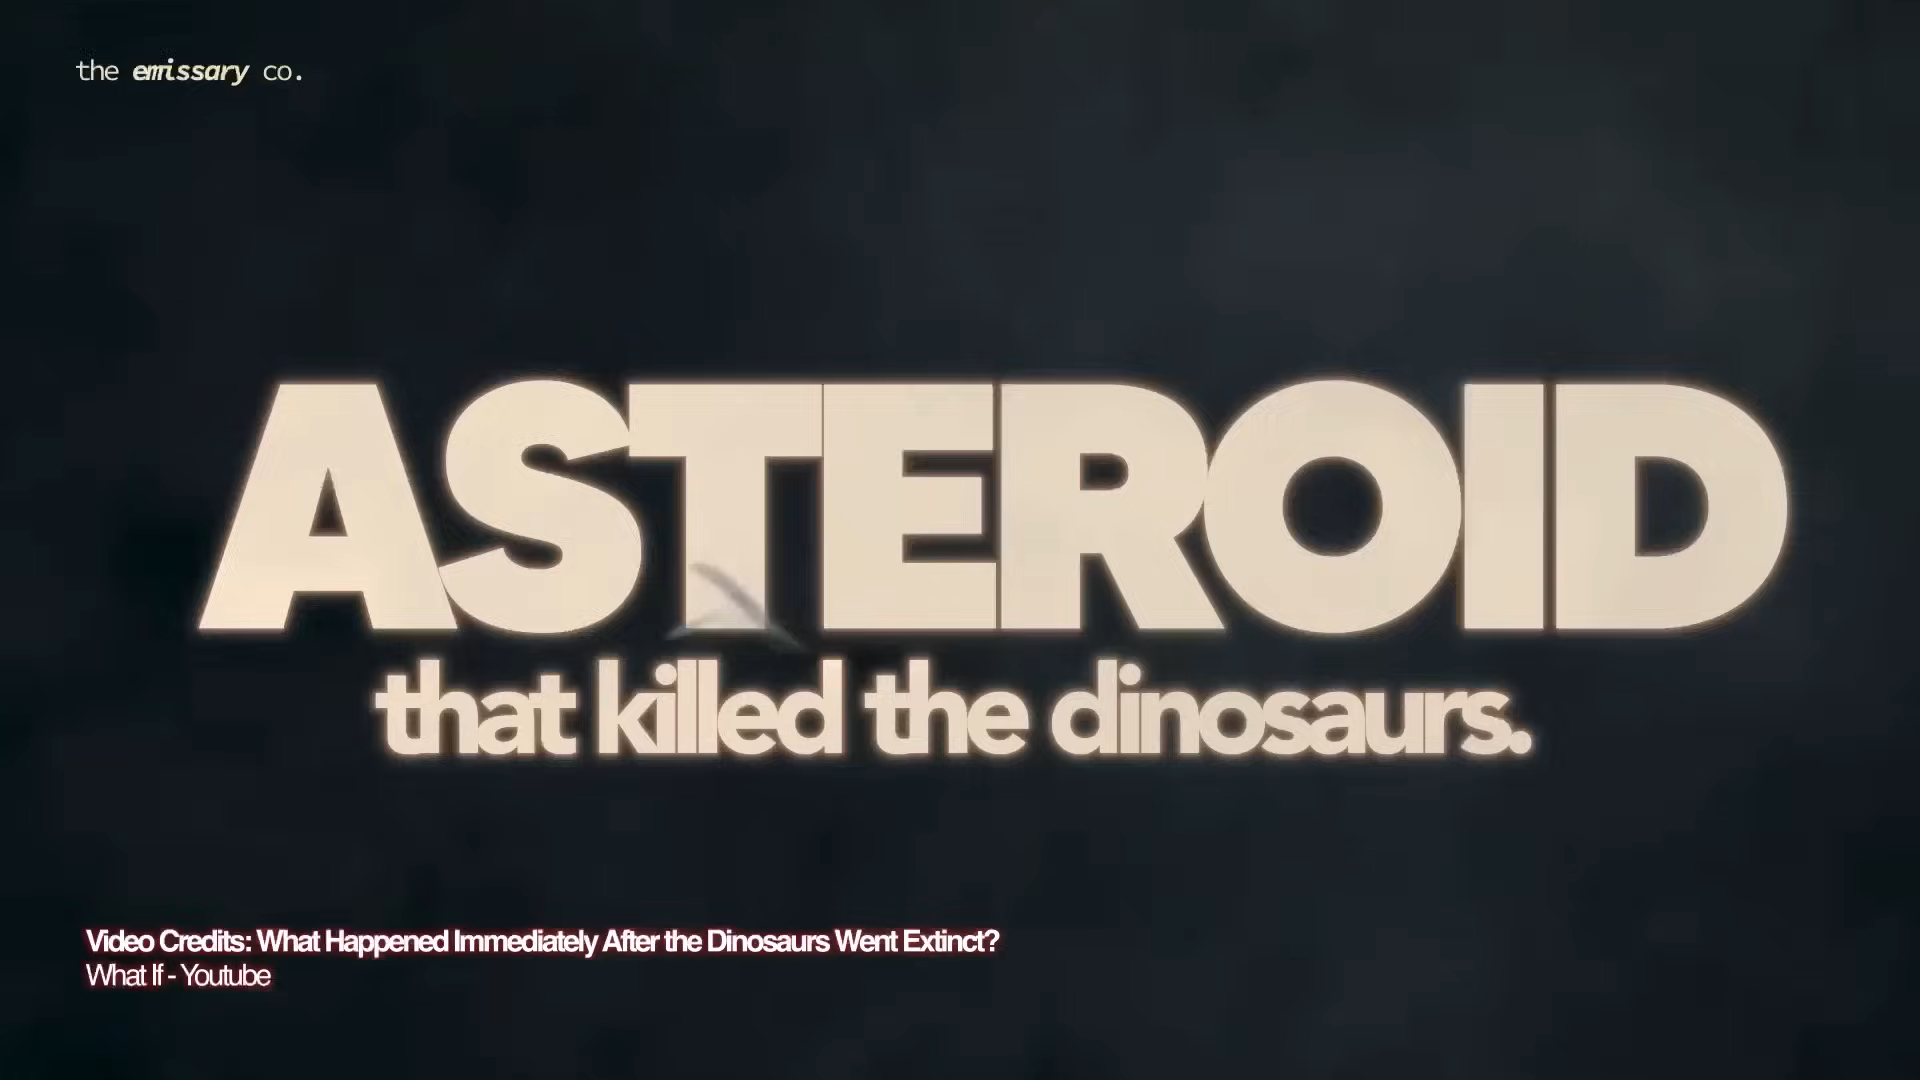 the emissary co.
ASTEROID
that killed the dinosaurs.
Video Credits: What Happened Immediately After the Dinosaurs Went Extinct?
What If - Youtube